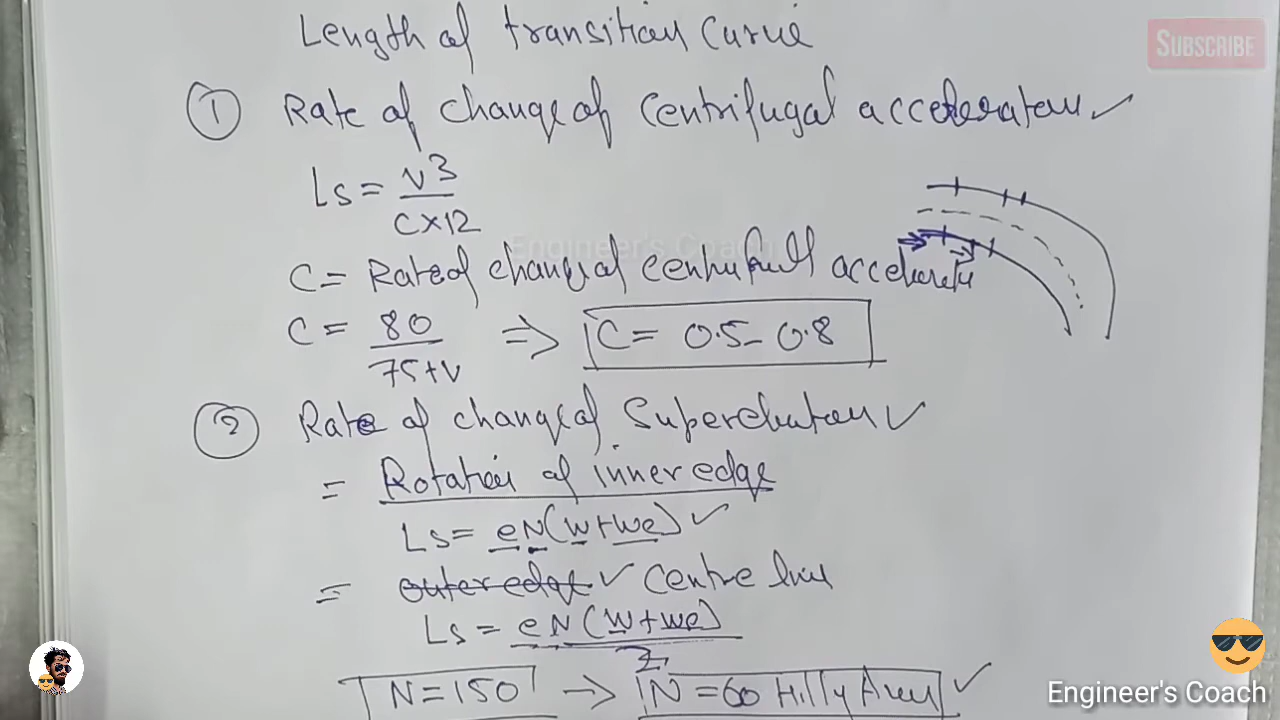 Length of transition Curve
SUBSCRIBE
① Rate of change of Centrifugal acceleration ✓
Ls = v3 / C×12
Engineer's Coach
C = Rate of change of centrifugal
C = 80 / 75+V ⇒ C = 0.5 - 0.8
② Rate of change of Superelevation ✓
= Rotation of inner edge
Ls = eN(W+We) ✓
= outer edge ✓ Centre line
Ls = eN(W+We) / 2
N = 150 → N = 60 Hilly Area ✓
Engineer's Coach